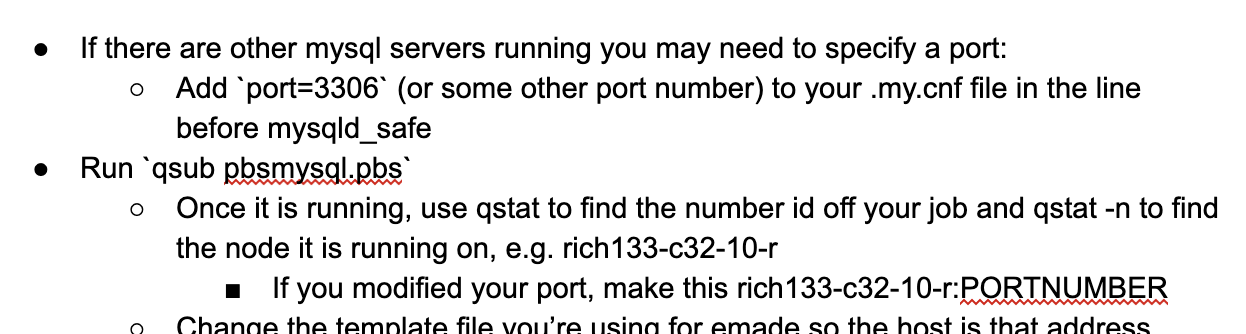 ● If there are other mysql servers running you may need to specify a port:
○ Add `port=3306` (or some other port number) to your .my.cnf file in the line
before mysqld_safe
● Run `qsub pbsmysql.pbs`
○ Once it is running, use qstat to find the number id off your job and qstat -n to find
the node it is running on, e.g. rich133-c32-10-r
■ If you modified your port, make this rich133-c32-10-r:PORTNUMBER
○ Change the template file you’re using for emade so the host is that address